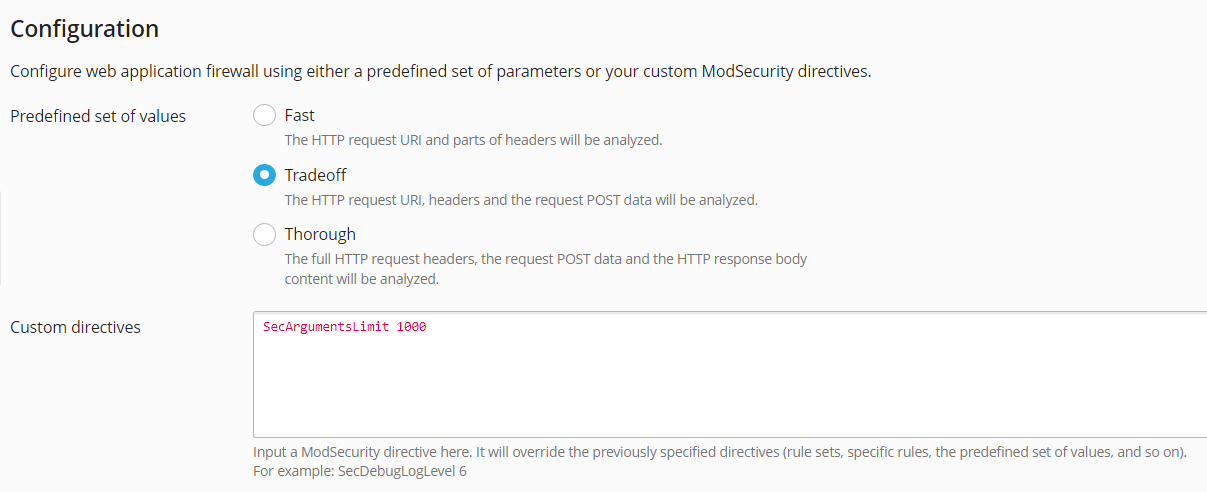 Configuration
Configure web application firewall using either a predefined set of parameters or your custom ModSecurity directives.
Predefined set of values
Fast
The HTTP request URI and parts of headers will be analyzed.
Tradeoff
The HTTP request URI, headers and the request POST data will be analyzed.
Thorough
The full HTTP request headers, the request POST data and the HTTP response body
content will be analyzed.
Custom directives
SecArgumentsLimit 1000
Input a ModSecurity directive here. It will override the previously specified directives (rule sets, specific rules, the predefined set of values, and so on).
For example: SecDebugLogLevel 6